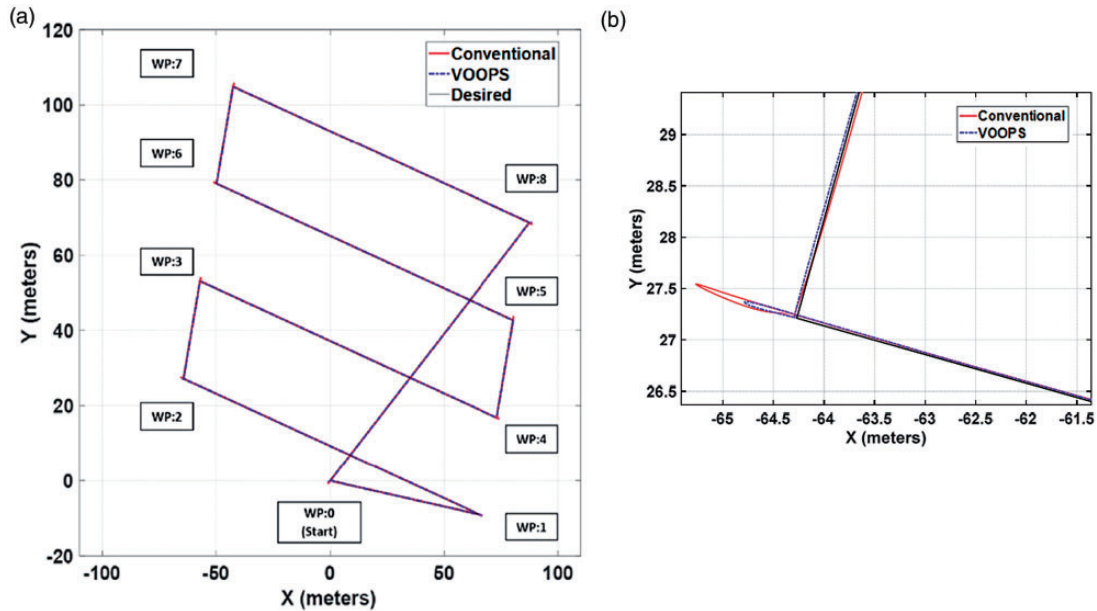 (a)
120
100
80
60
40
20
0
-20
-100
-50
0
50
100
X (meters)
Y (meters)
Conventional
VOOPS
Desired
WP:7
WP:6
WP:8
WP:3
WP:5
WP:2
WP:4
WP:0
(Start)
WP:1
(b)
29
28.5
28
27.5
27
26.5
-65
-64.5
-64
-63.5
-63
-62.5
-62
-61.5
X (meters)
Y (meters)
Conventional
VOOPS